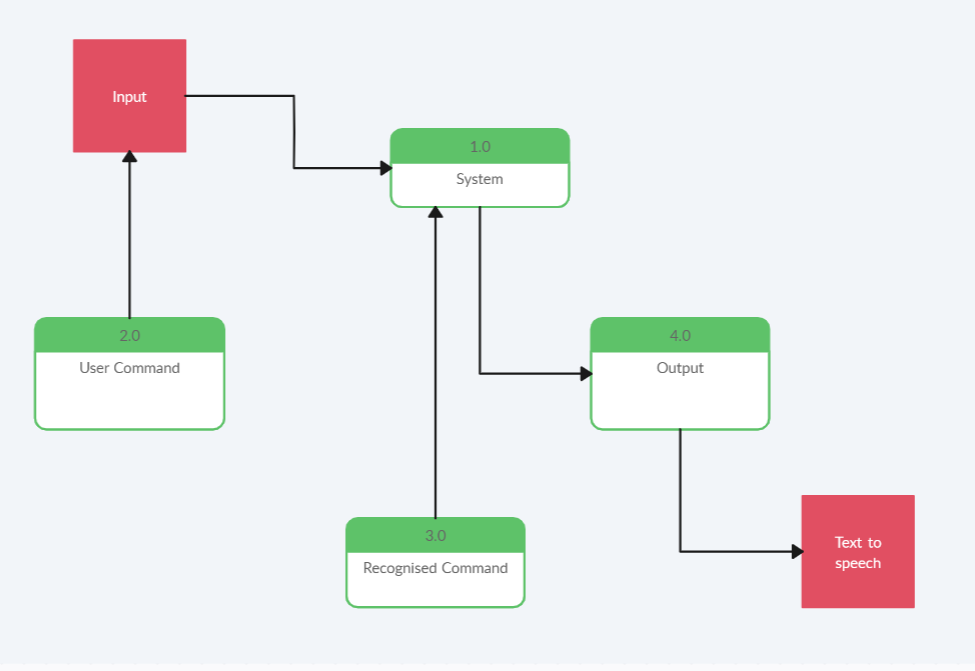 Input
1.0
System
2.0
User Command
4.0
Output
3.0
Recognised Command
Text to
speech